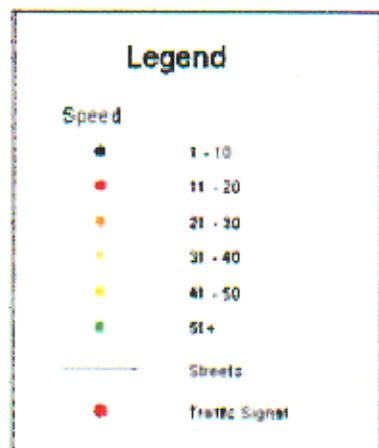 Legend
Speed
1 - 10
11 - 20
21 - 30
31 - 40
41 - 50
51+
Streets
Traffic Signal